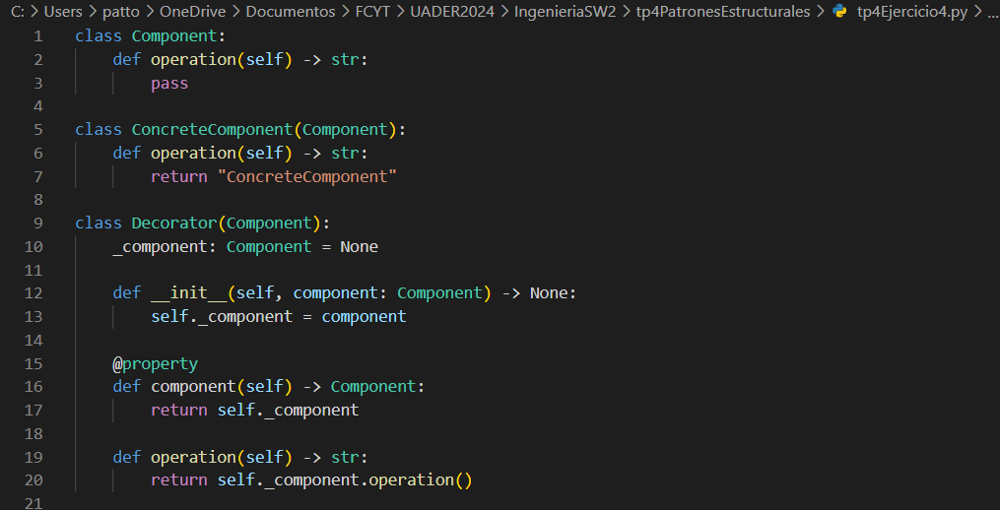 C: > Users > patto > OneDrive > Documentos > FCYT > UADER2024 > IngenieriaSW2 > tp4PatronesEstructurales > tp4Ejercicio4.py > ...
1 class Component:
2     def operation(self) -> str:
3         pass
4
5 class ConcreteComponent(Component):
6     def operation(self) -> str:
7         return "ConcreteComponent"
8
9 class Decorator(Component):
10     _component: Component = None
11
12     def __init__(self, component: Component) -> None:
13         self._component = component
14
15     @property
16     def component(self) -> Component:
17         return self._component
18
19     def operation(self) -> str:
20         return self._component.operation()
21